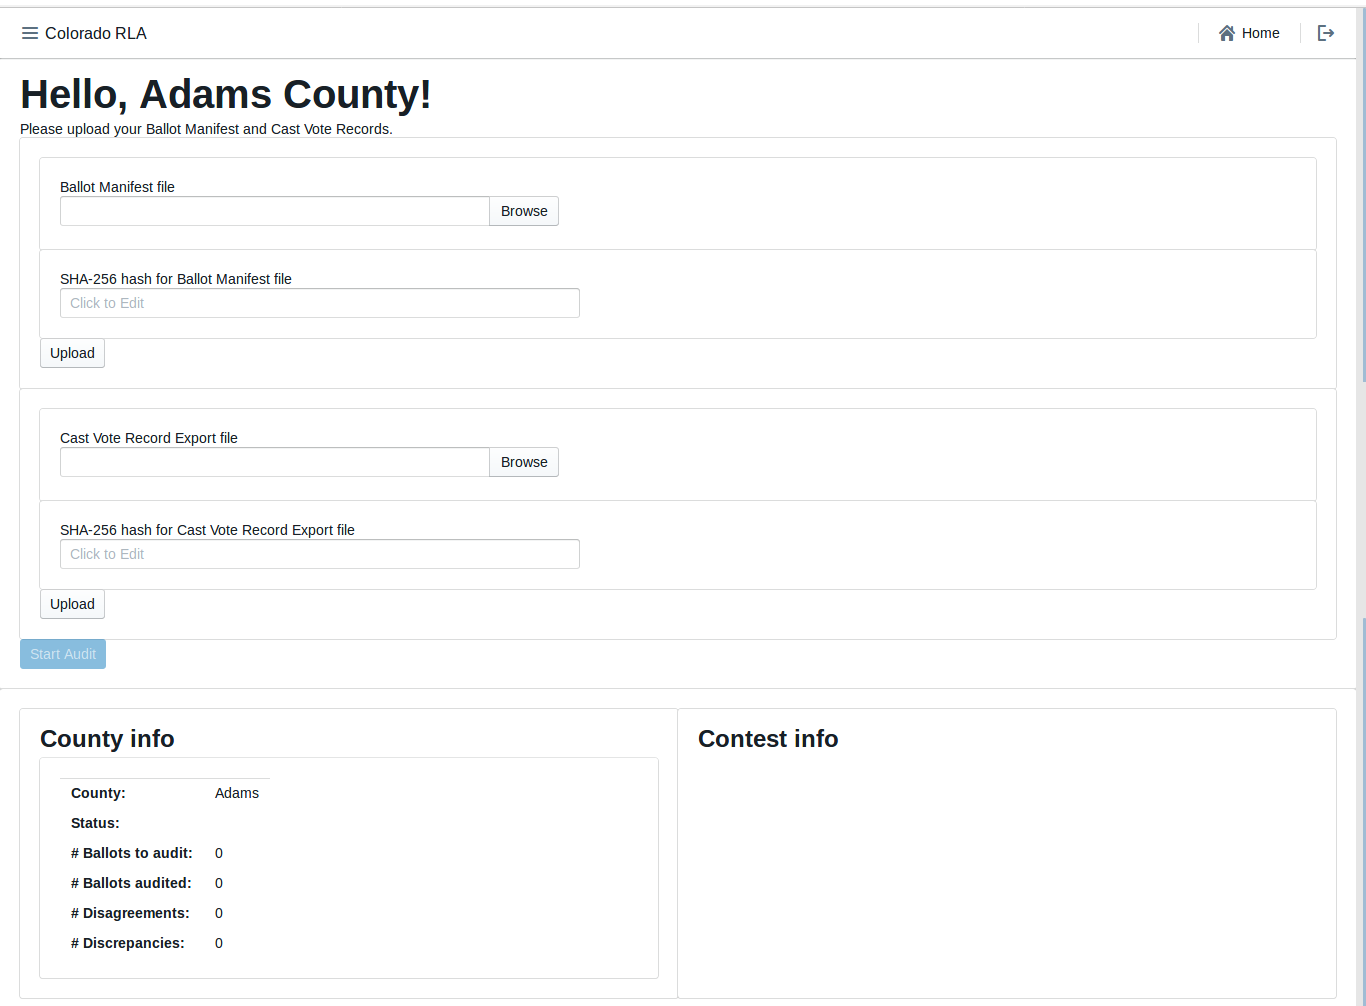 Colorado RLA
Home
Hello, Adams County!
Please upload your Ballot Manifest and Cast Vote Records.
Ballot Manifest file
Browse
SHA-256 hash for Ballot Manifest file
Click to Edit
Upload
Cast Vote Record Export file
Browse
SHA-256 hash for Cast Vote Record Export file
Click to Edit
Upload
Start Audit
County info
County: Adams
Status:
# Ballots to audit: 0
# Ballots audited: 0
# Disagreements: 0
# Discrepancies: 0
Contest info